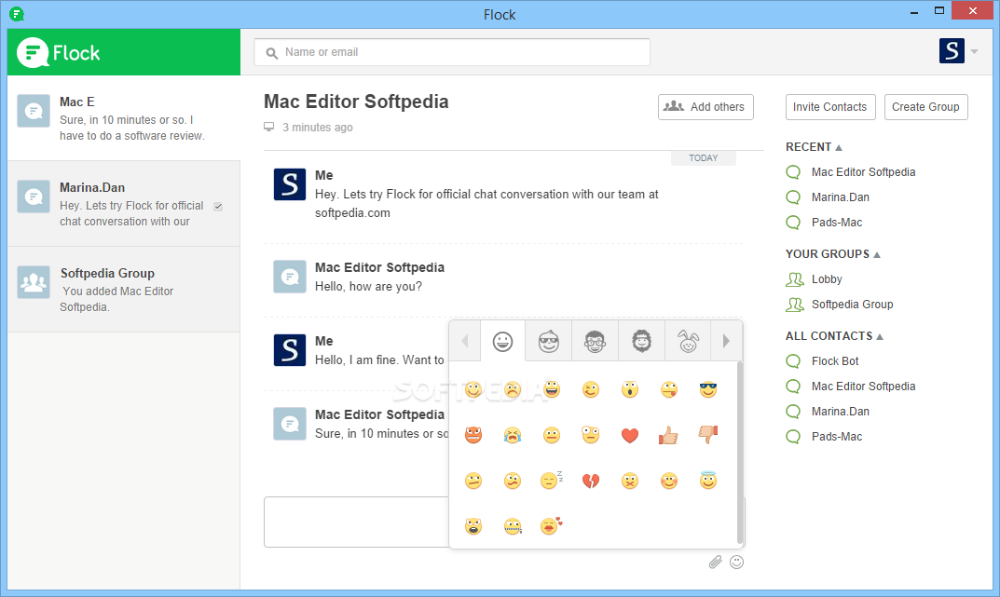 Flock
Flock
Name or email
S
Mac E
Sure, in 10 minutes or so. I
have to do a software review.
Marina.Dan
Hey. Lets try Flock for official
chat conversation with our
Softpedia Group
You added Mac Editor
Softpedia.
Mac Editor Softpedia
3 minutes ago
Add others
TODAY
S
Me
Hey. Lets try Flock for official chat conversation with our team at
softpedia.com
Mac Editor Softpedia
Hello, how are you?
S
Me
Hello, I am fine. Want to
Mac Editor Softpedia
Sure, in 10 minutes or so
SOFTPEDIA
z
z
Invite Contacts
Create Group
RECENT
Mac Editor Softpedia
Marina.Dan
Pads-Mac
YOUR GROUPS
Lobby
Softpedia Group
ALL CONTACTS
Flock Bot
Mac Editor Softpedia
Marina.Dan
Pads-Mac